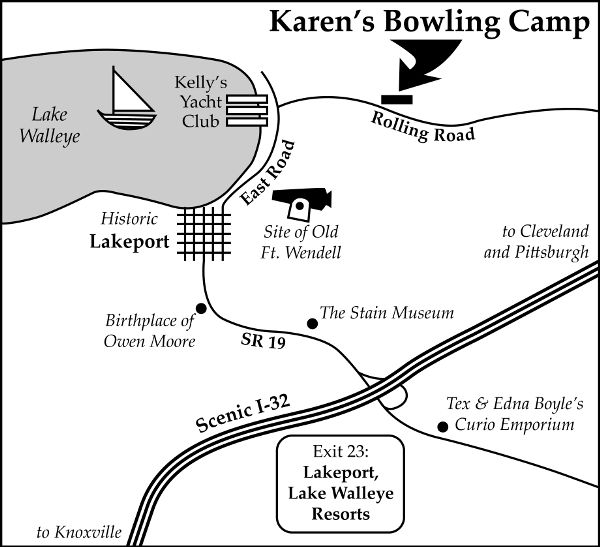 Karen's Bowling Camp
Kelly's
Yacht
Club
Lake
Walleye
Rolling Road
East Road
Historic
Lakeport
Site of Old
Ft. Wendell
to Cleveland
and Pittsburgh
Birthplace of
Owen Moore
The Stain Museum
SR 19
Scenic I-32
Tex & Edna Boyle's
Curio Emporium
Exit 23:
Lakeport,
Lake Walleye
Resorts
to Knoxville